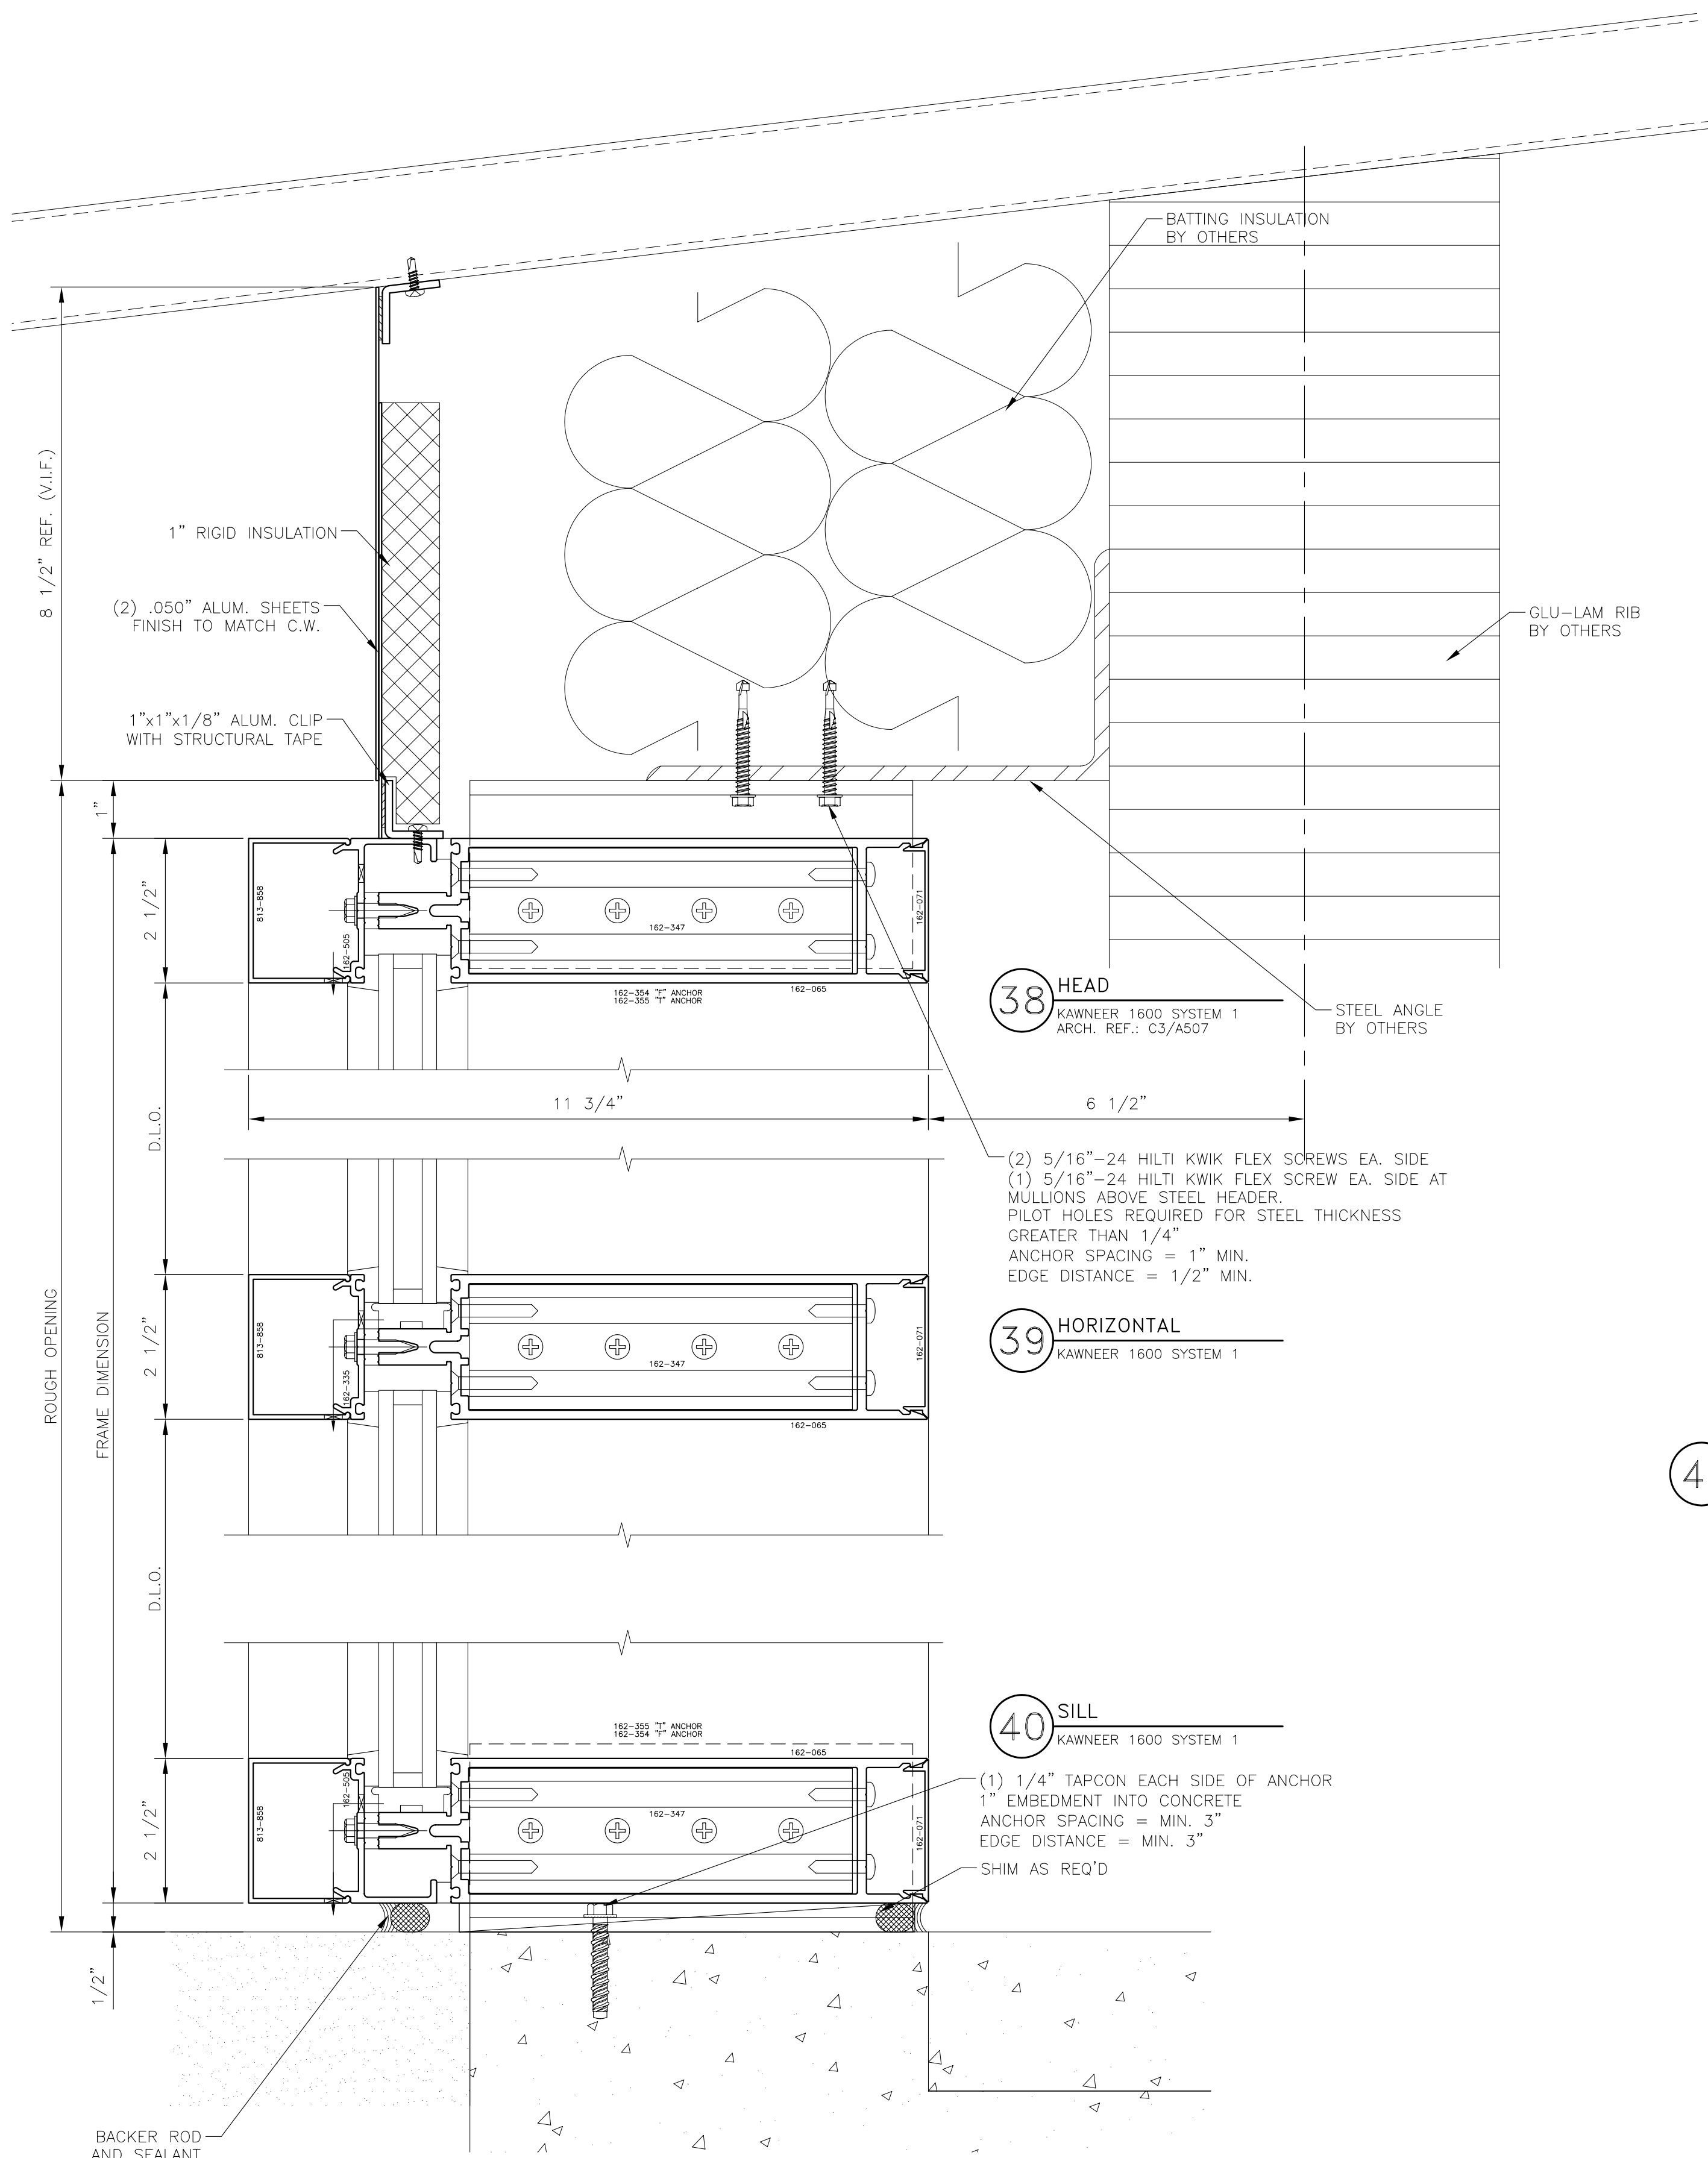 BATTING INSULATION
BY OTHERS
8 1/2" REF. (V.I.F.)
1" RIGID INSULATION
(2) .050" ALUM. SHEETS
FINISH TO MATCH C.W.
GLU-LAM RIB
BY OTHERS
1"x1"x1/8" ALUM. CLIP
WITH STRUCTURAL TAPE
1"
2 1/2"
813-858
162-505
162-347
162-071
162-354 "F" ANCHOR
162-355 "T" ANCHOR
162-065
38
HEAD
KAWNEER 1600 SYSTEM 1
ARCH. REF.: C3/A507
STEEL ANGLE
BY OTHERS
11 3/4"
6 1/2"
D.L.O.
(2) 5/16"-24 HILTI KWIK FLEX SCREWS EA. SIDE
(1) 5/16"-24 HILTI KWIK FLEX SCREW EA. SIDE AT
MULLIONS ABOVE STEEL HEADER.
PILOT HOLES REQUIRED FOR STEEL THICKNESS
GREATER THAN 1/4"
ANCHOR SPACING = 1" MIN.
EDGE DISTANCE = 1/2" MIN.
ROUGH OPENING
FRAME DIMENSION
2 1/2"
813-858
162-335
162-347
162-071
162-065
39
HORIZONTAL
KAWNEER 1600 SYSTEM 1
4
D.L.O.
162-355 "T" ANCHOR
162-354 "F" ANCHOR
162-065
40
SILL
KAWNEER 1600 SYSTEM 1
2 1/2"
813-858
162-505
162-347
162-071
(1) 1/4" TAPCON EACH SIDE OF ANCHOR
1" EMBEDMENT INTO CONCRETE
ANCHOR SPACING = MIN. 3"
EDGE DISTANCE = MIN. 3"
SHIM AS REQ'D
1/2"
BACKER ROD
AND SEALANT